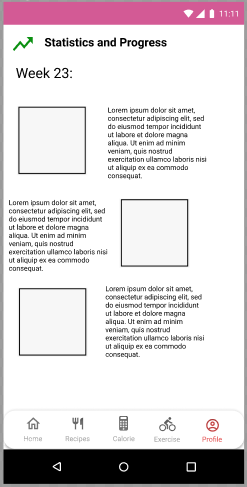 11:11
Statistics and Progress
Week 23:
Lorem ipsum dolor sit amet,
consectetur adipiscing elit, sed
do eiusmod tempor incididunt
ut labore et dolore magna
aliqua. Ut enim ad minim
veniam, quis nostrud
exercitation ullamco laboris nisi
ut aliquip ex ea commodo
consequat.
Lorem ipsum dolor sit amet,
consectetur adipiscing elit, sed
do eiusmod tempor incididunt
ut labore et dolore magna
aliqua. Ut enim ad minim
veniam, quis nostrud
exercitation ullamco laboris nisi
ut aliquip ex ea commodo
consequat.
Lorem ipsum dolor sit amet,
consectetur adipiscing elit, sed
do eiusmod tempor incididunt
ut labore et dolore magna
aliqua. Ut enim ad minim
veniam, quis nostrud
exercitation ullamco laboris nisi
ut aliquip ex ea commodo
consequat.
Home Recipes Calorie Exercise Profile